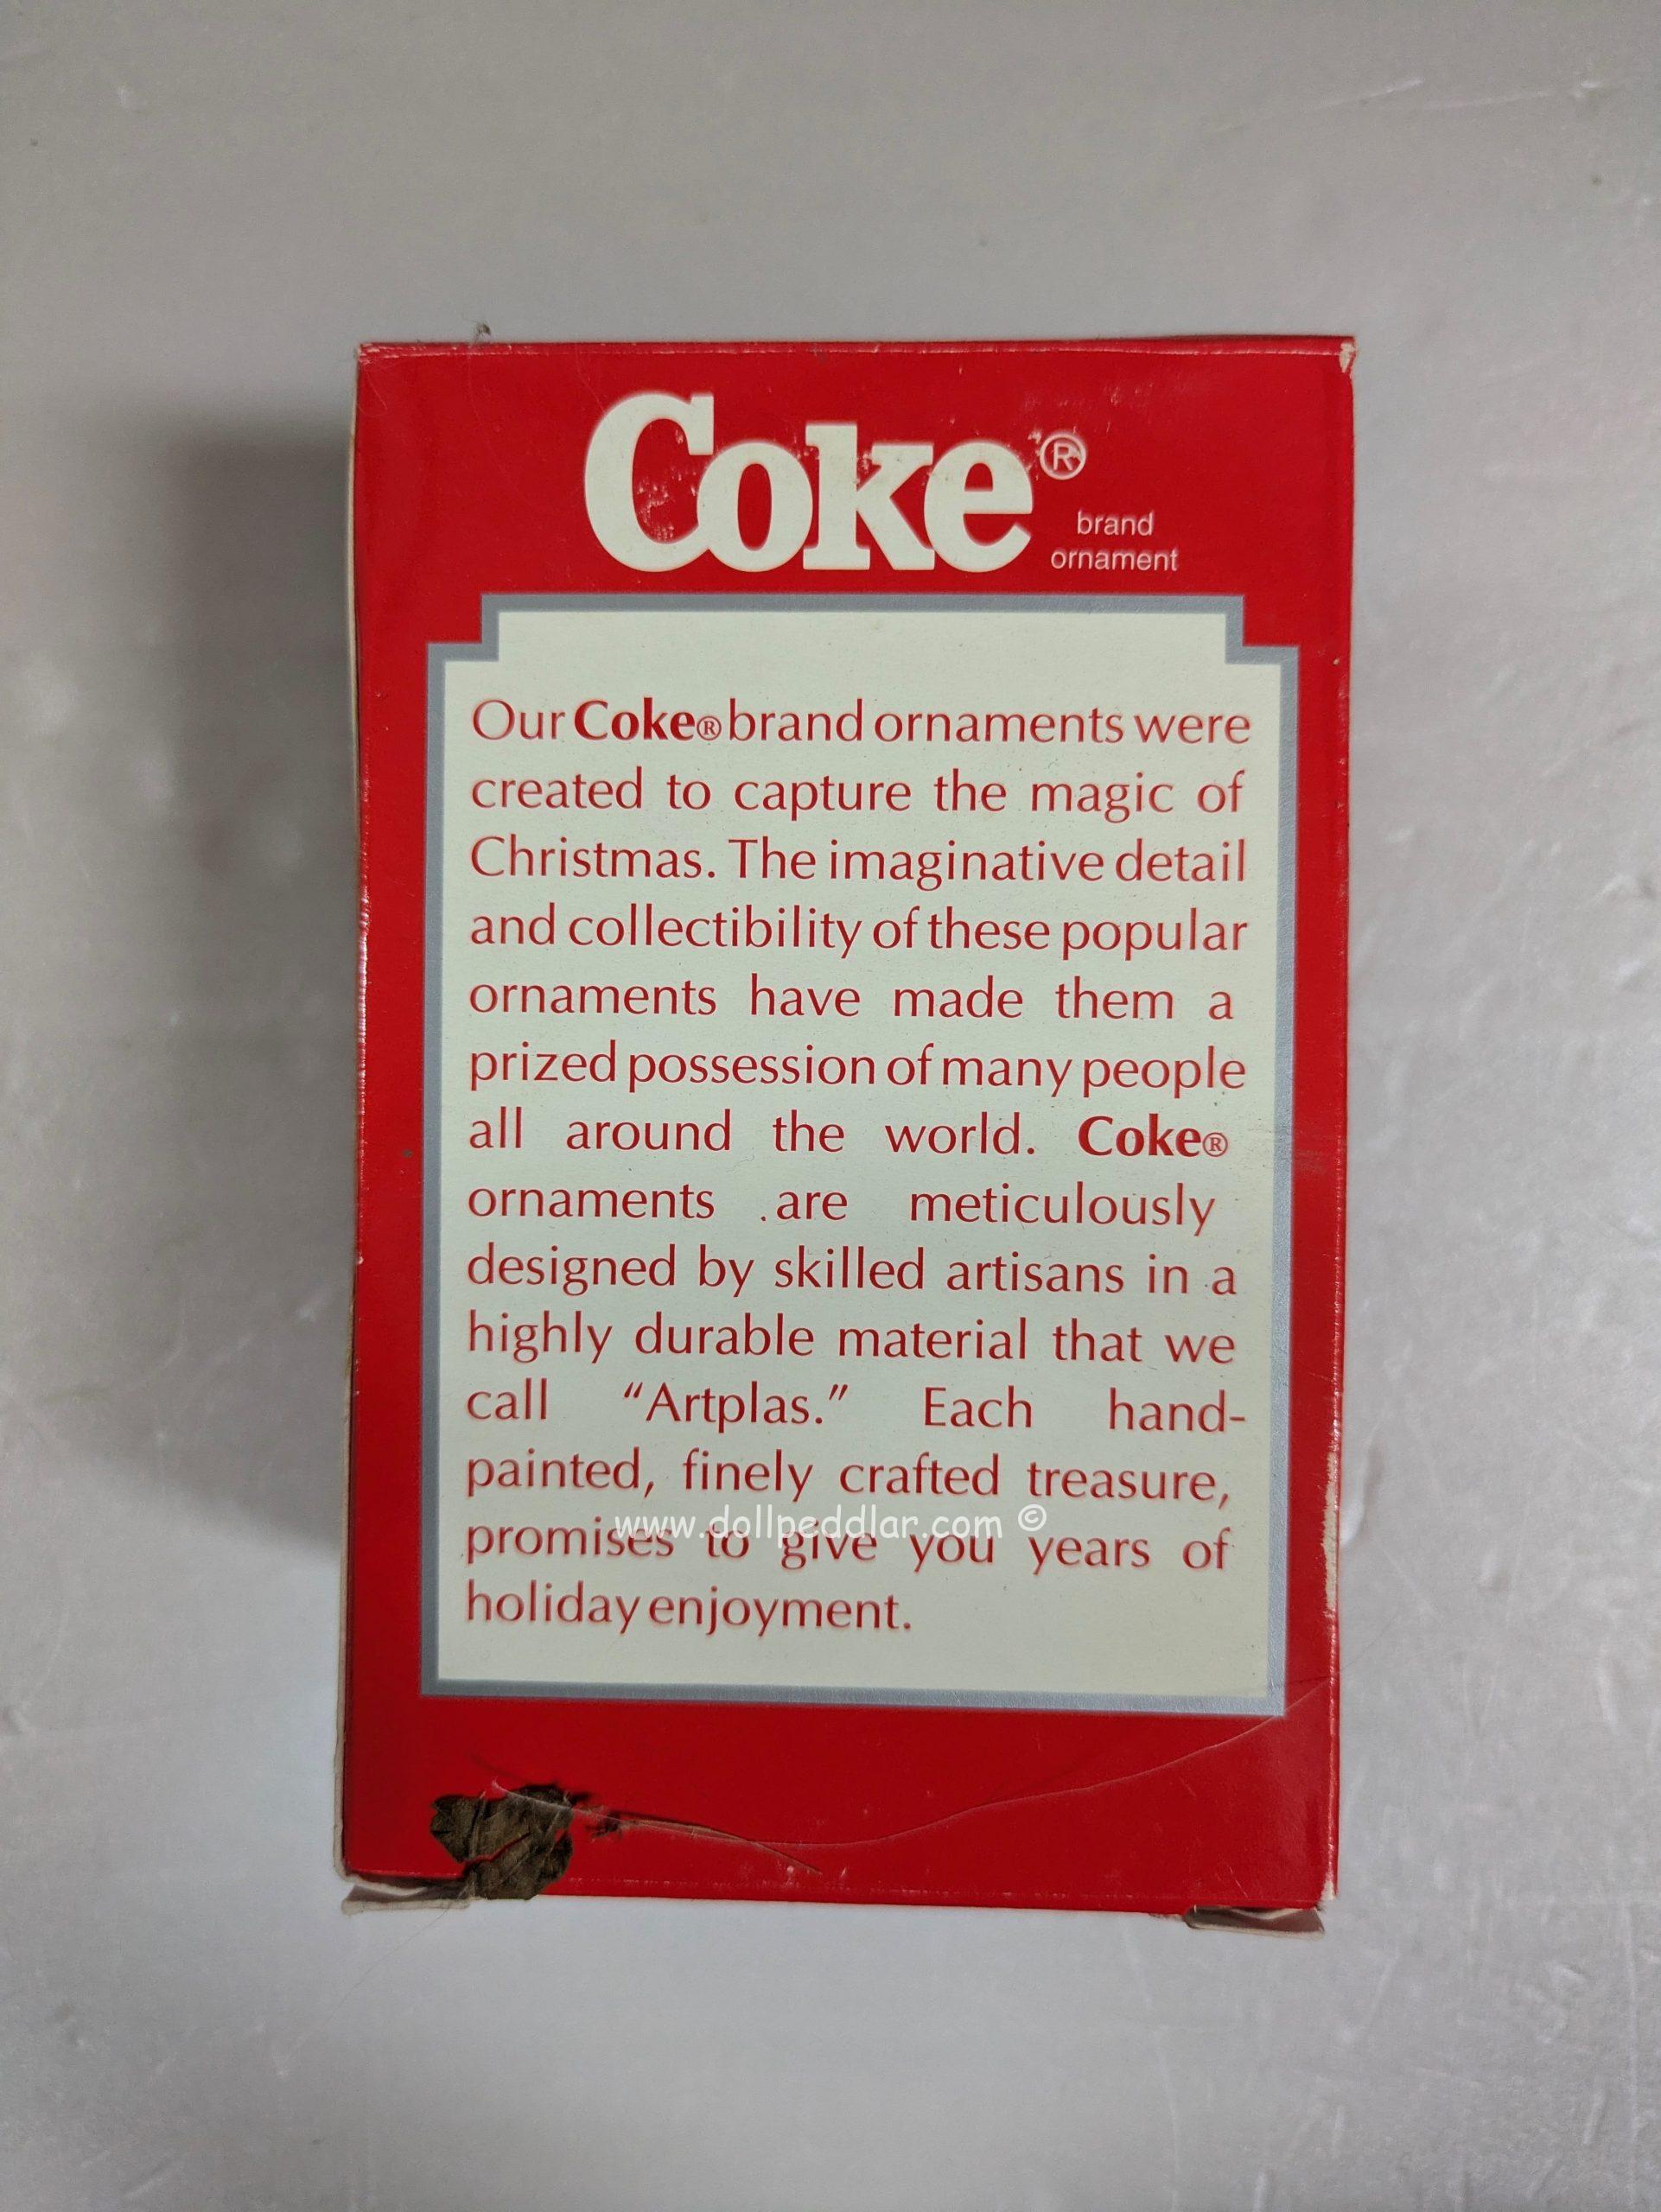 Coke®
brand
ornament
Our Coke® brand ornaments were
created to capture the magic of
Christmas. The imaginative detail
and collectibility of these popular
ornaments have made them a
prized possession of many people
all around the world. Coke®
ornaments are meticulously
designed by skilled artisans in a
highly durable material that we
call “Artplas.” Each hand-
painted, finely crafted treasure,
www.dollpeddlar.com ©
promises to give you years of
holiday enjoyment.